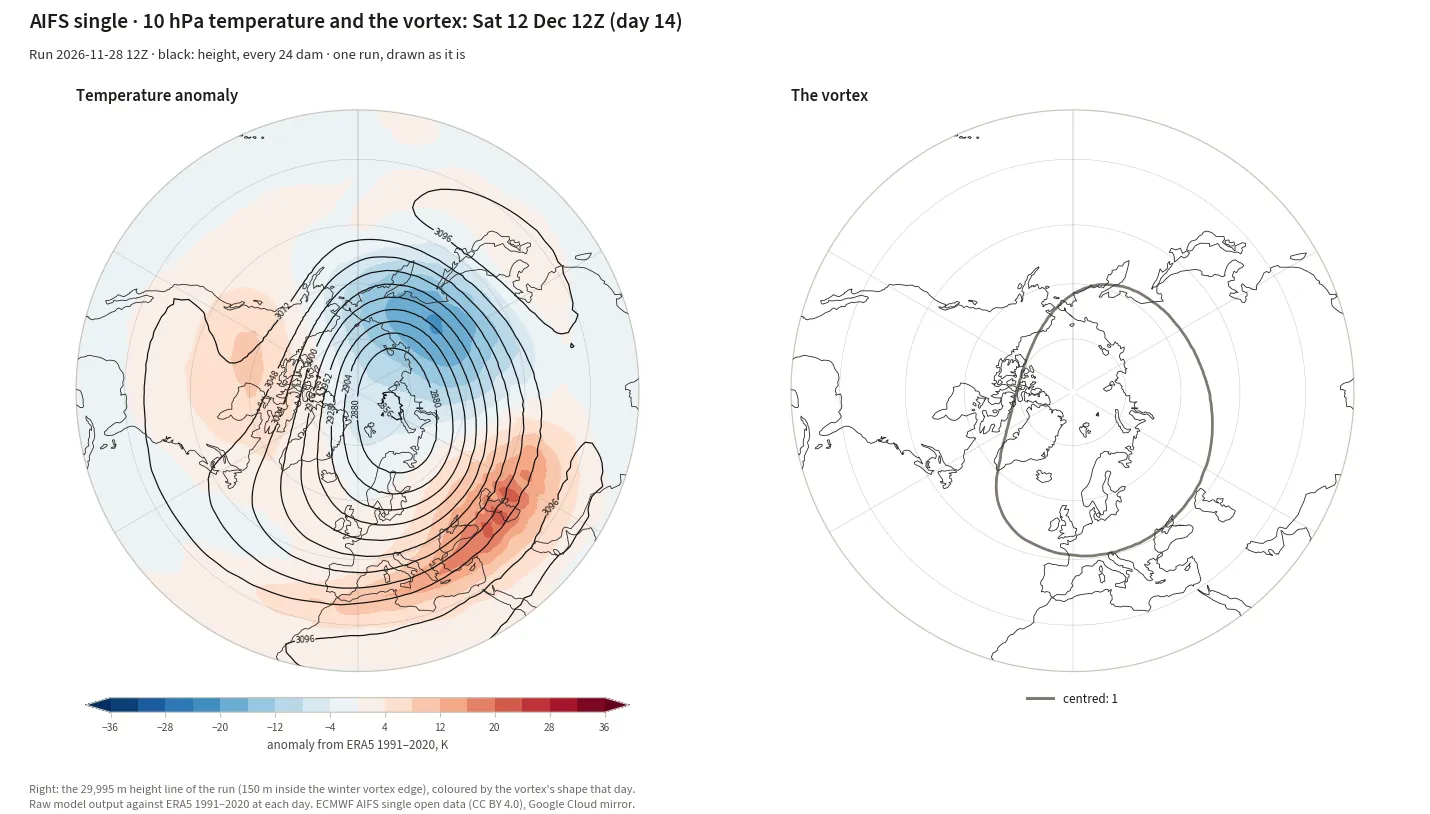 AIFS single · 10 hPa temperature and the vortex: Sat 12 Dec 12Z (day 14)
Run 2026-11-28 12Z · black: height, every 24 dam · one run, drawn as it is
Temperature anomaly
The vortex
3096
3072
3048
2952
2904
2928
2880
2880
2856
3096
3096
centred: 1
−36 −28 −20 −12 −4 4 12 20 28 36
anomaly from ERA5 1991–2020, K
Right: the 29,995 m height line of the run (150 m inside the winter vortex edge), coloured by the vortex's shape that day.
Raw model output against ERA5 1991–2020 at each day. ECMWF AIFS single open data (CC BY 4.0), Google Cloud mirror.